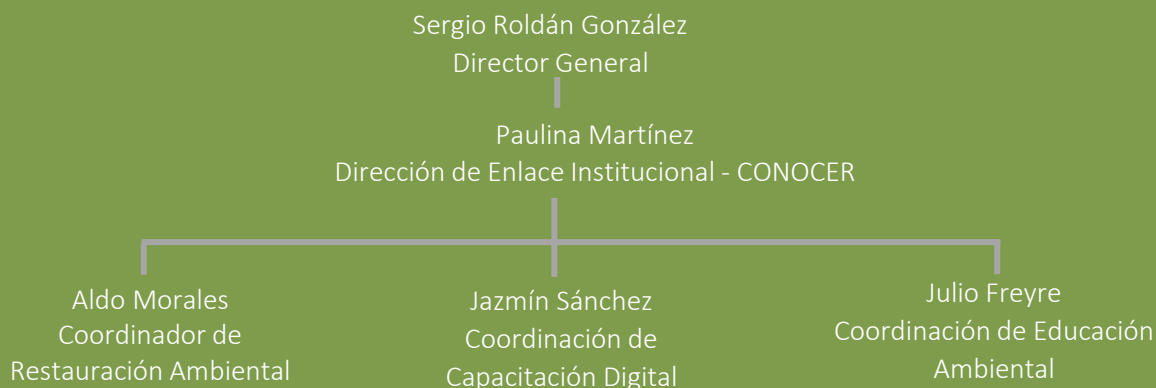 Sergio Roldán González
Director General
Paulina Martínez
Dirección de Enlace Institucional - CONOCER
Aldo Morales
Coordinador de
Restauración Ambiental
Jazmín Sánchez
Coordinación de
Capacitación Digital
Julio Freyre
Coordinación de Educación
Ambiental